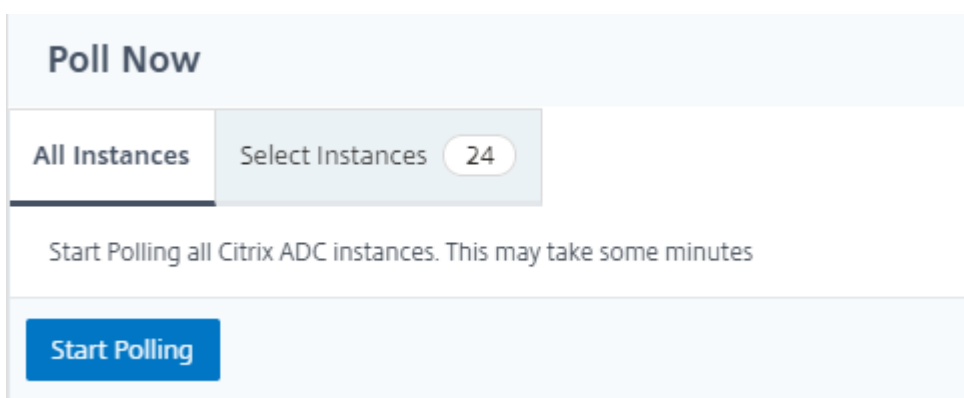 Poll Now
All Instances Select Instances 24
Start Polling all Citrix ADC instances. This may take some minutes
Start Polling